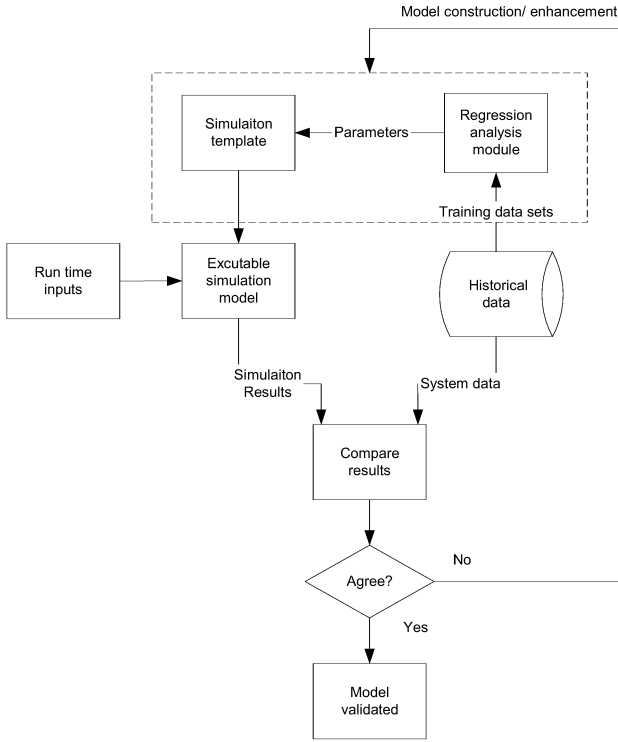 Model construction/ enhancement
Simulaiton
template
Parameters
Regression
analysis
module
Training data sets
Run time
inputs
Excutable
simulation
model
Historical
data
Simulaiton
Results
System data
Compare
results
Agree?
No
Yes
Model
validated